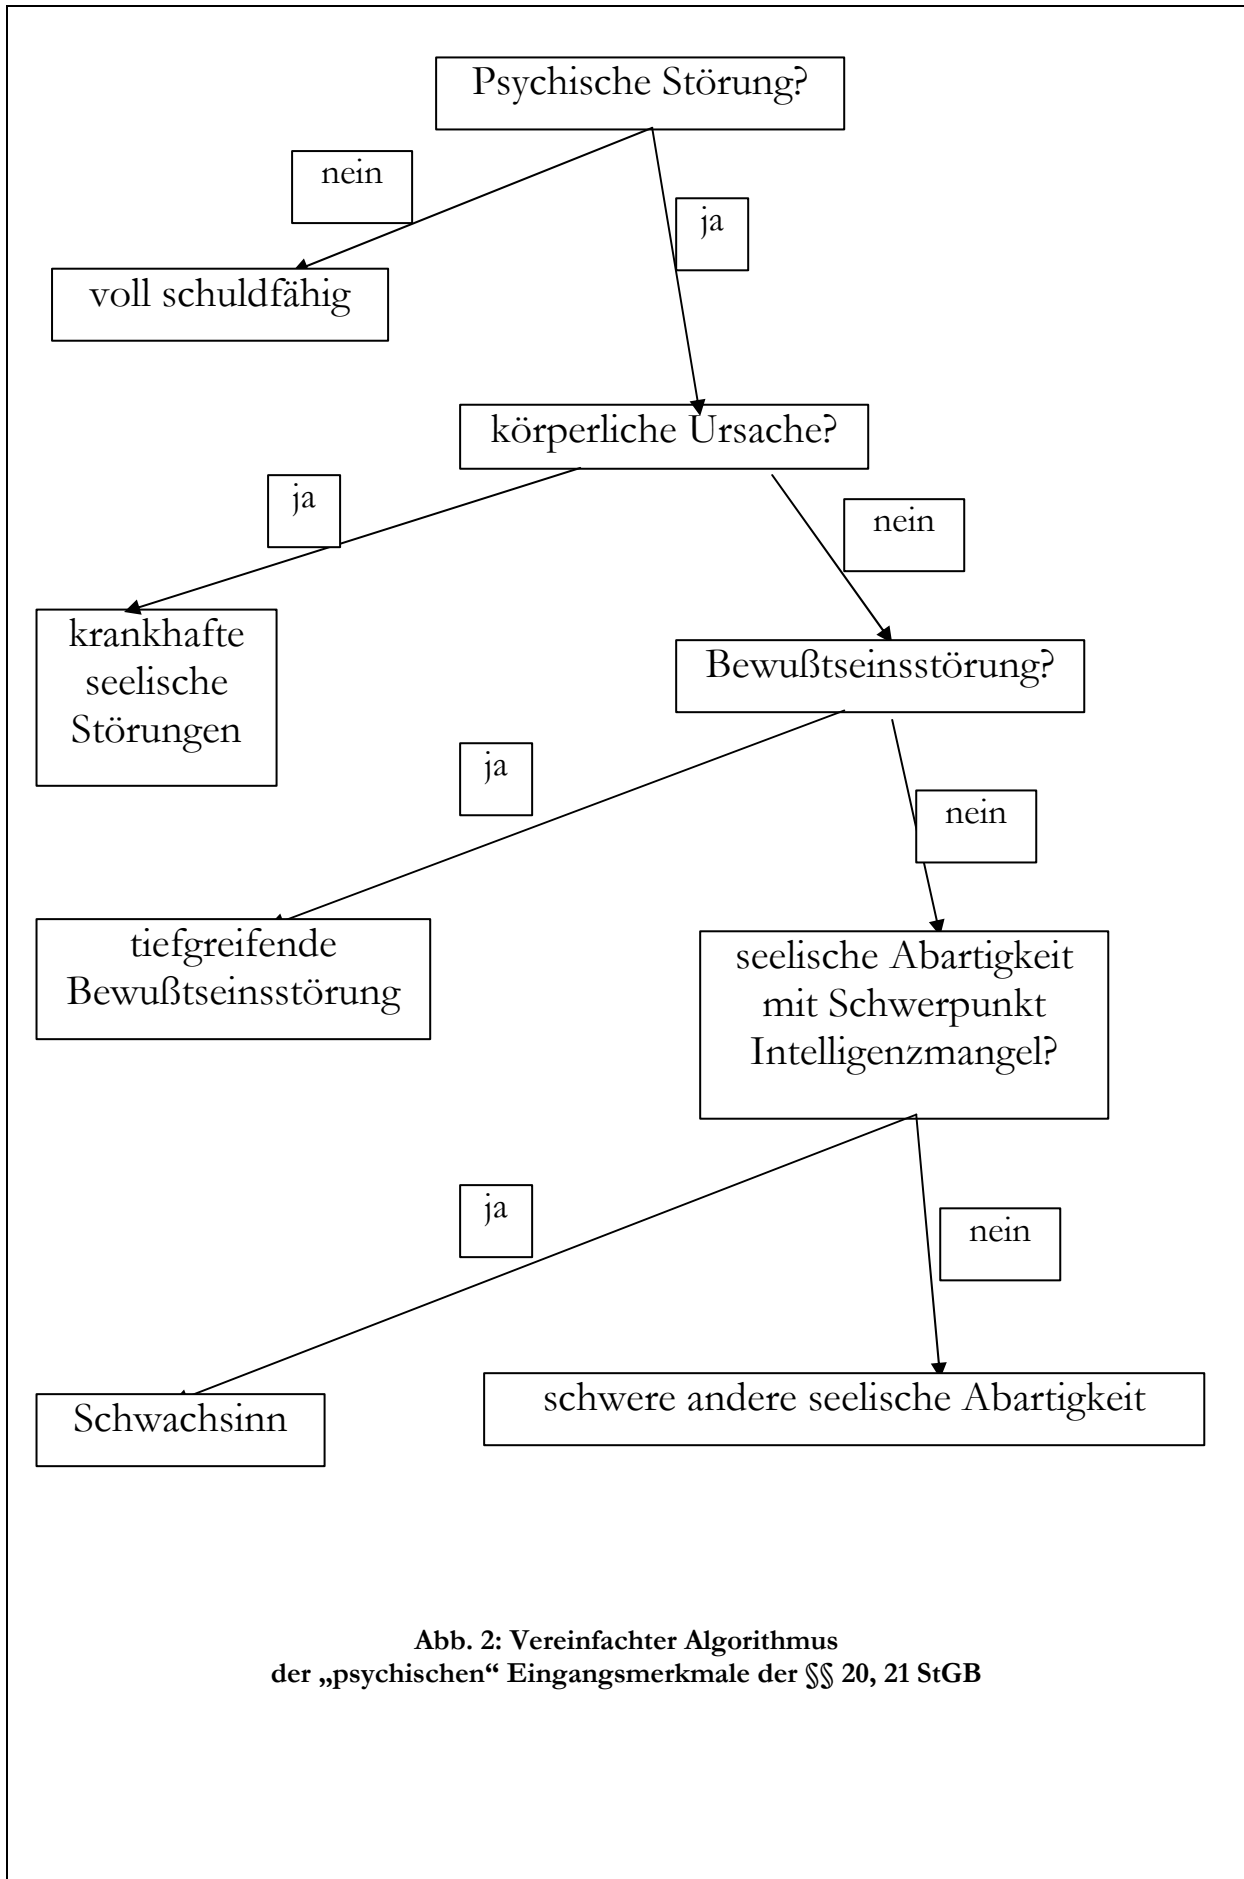 Psychische Störung?
nein
ja
voll schuldfähig
körperliche Ursache?
ja
nein
krankhafte
seelische
Störungen
Bewußtseinsstörung?
ja
nein
tiefgreifende
Bewußtseinsstörung
seelische Abartigkeit
mit Schwerpunkt
Intelligenzmangel?
ja
nein
Schwachsinn
schwere andere seelische Abartigkeit
Abb. 2: Vereinfachter Algorithmus
der „psychischen“ Eingangsmerkmale der §§ 20, 21 StGB